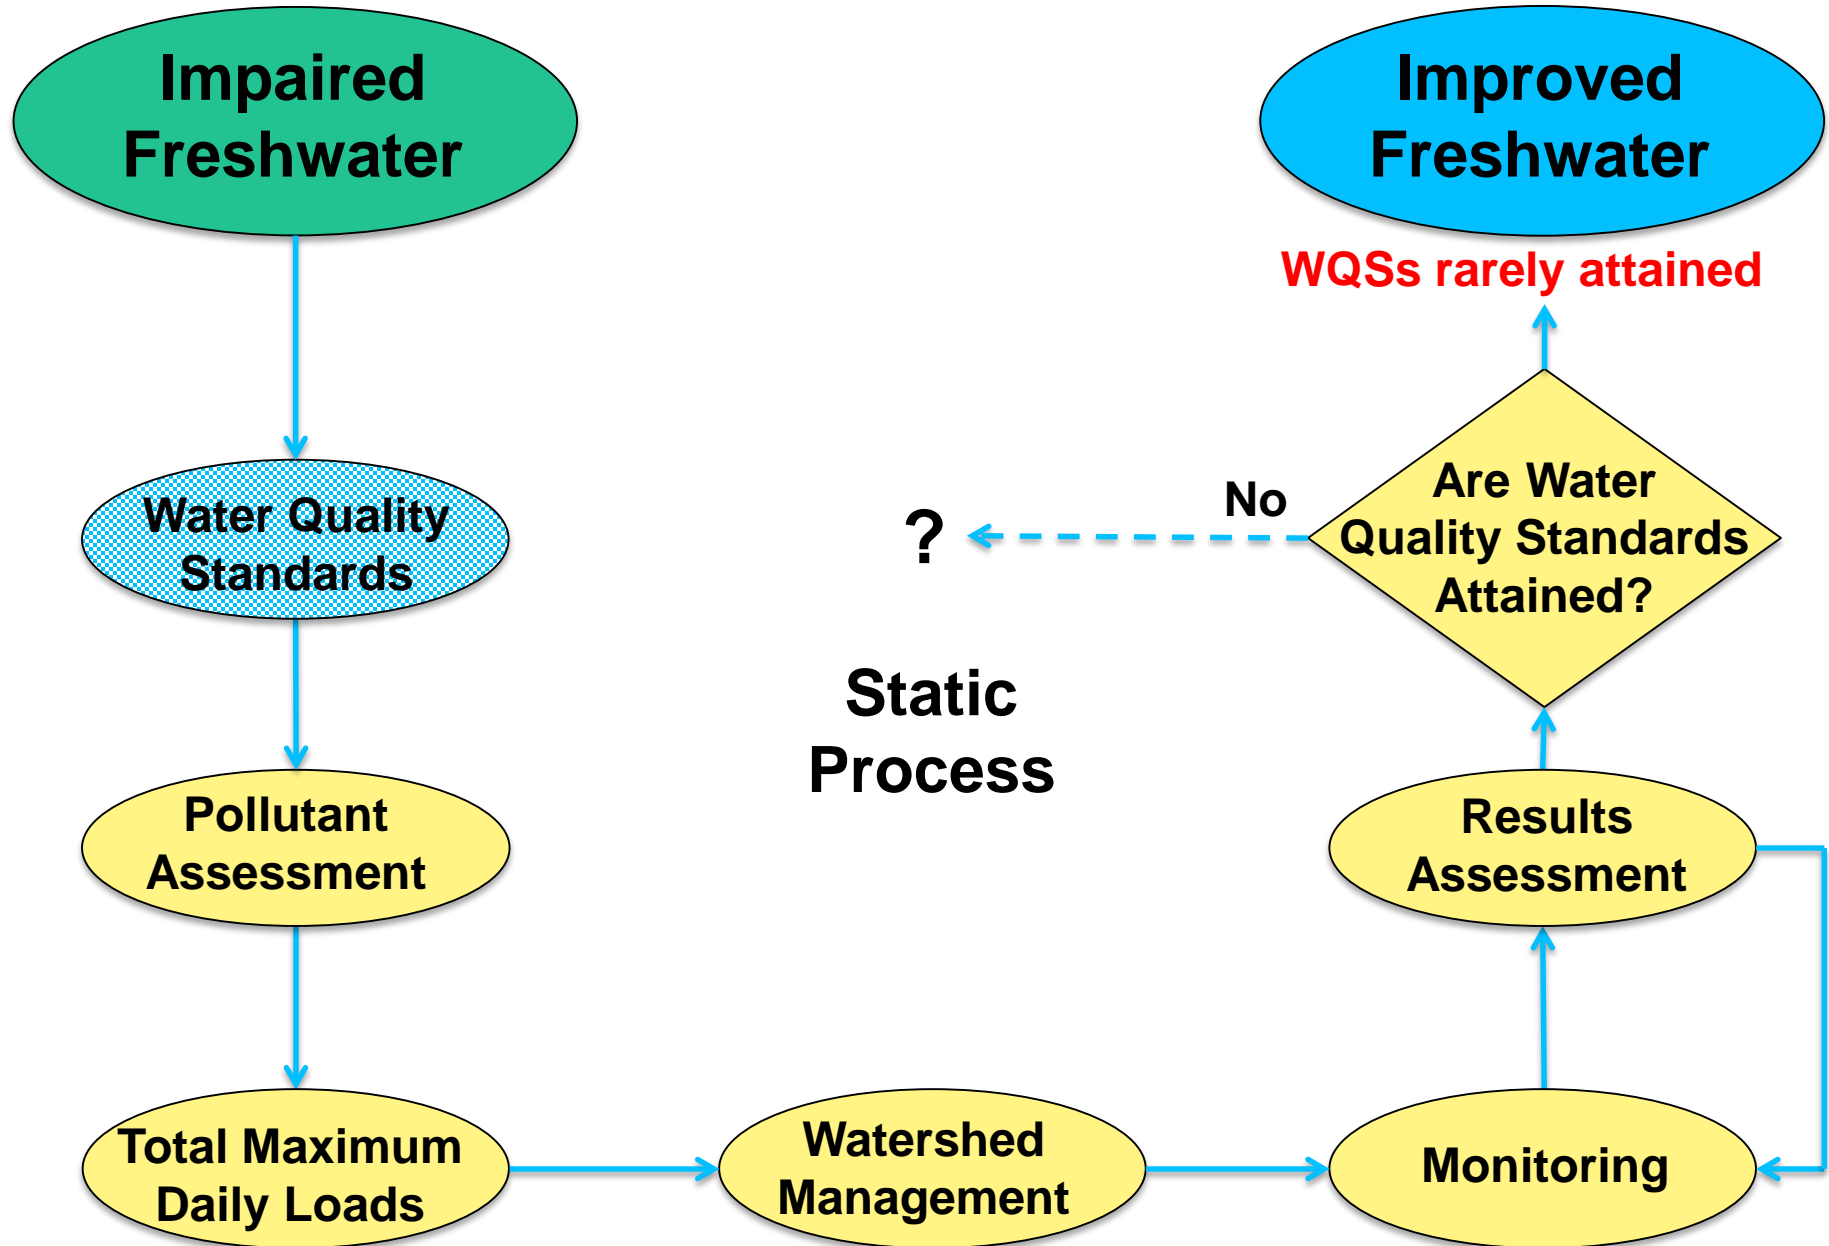 Impaired
Freshwater
Improved
Freshwater
WQSs rarely attained
Water Quality
Standards
?
No
Are Water
Quality Standards
Attained?
Static
Process
Pollutant
Assessment
Results
Assessment
Total Maximum
Daily Loads
Watershed
Management
Monitoring